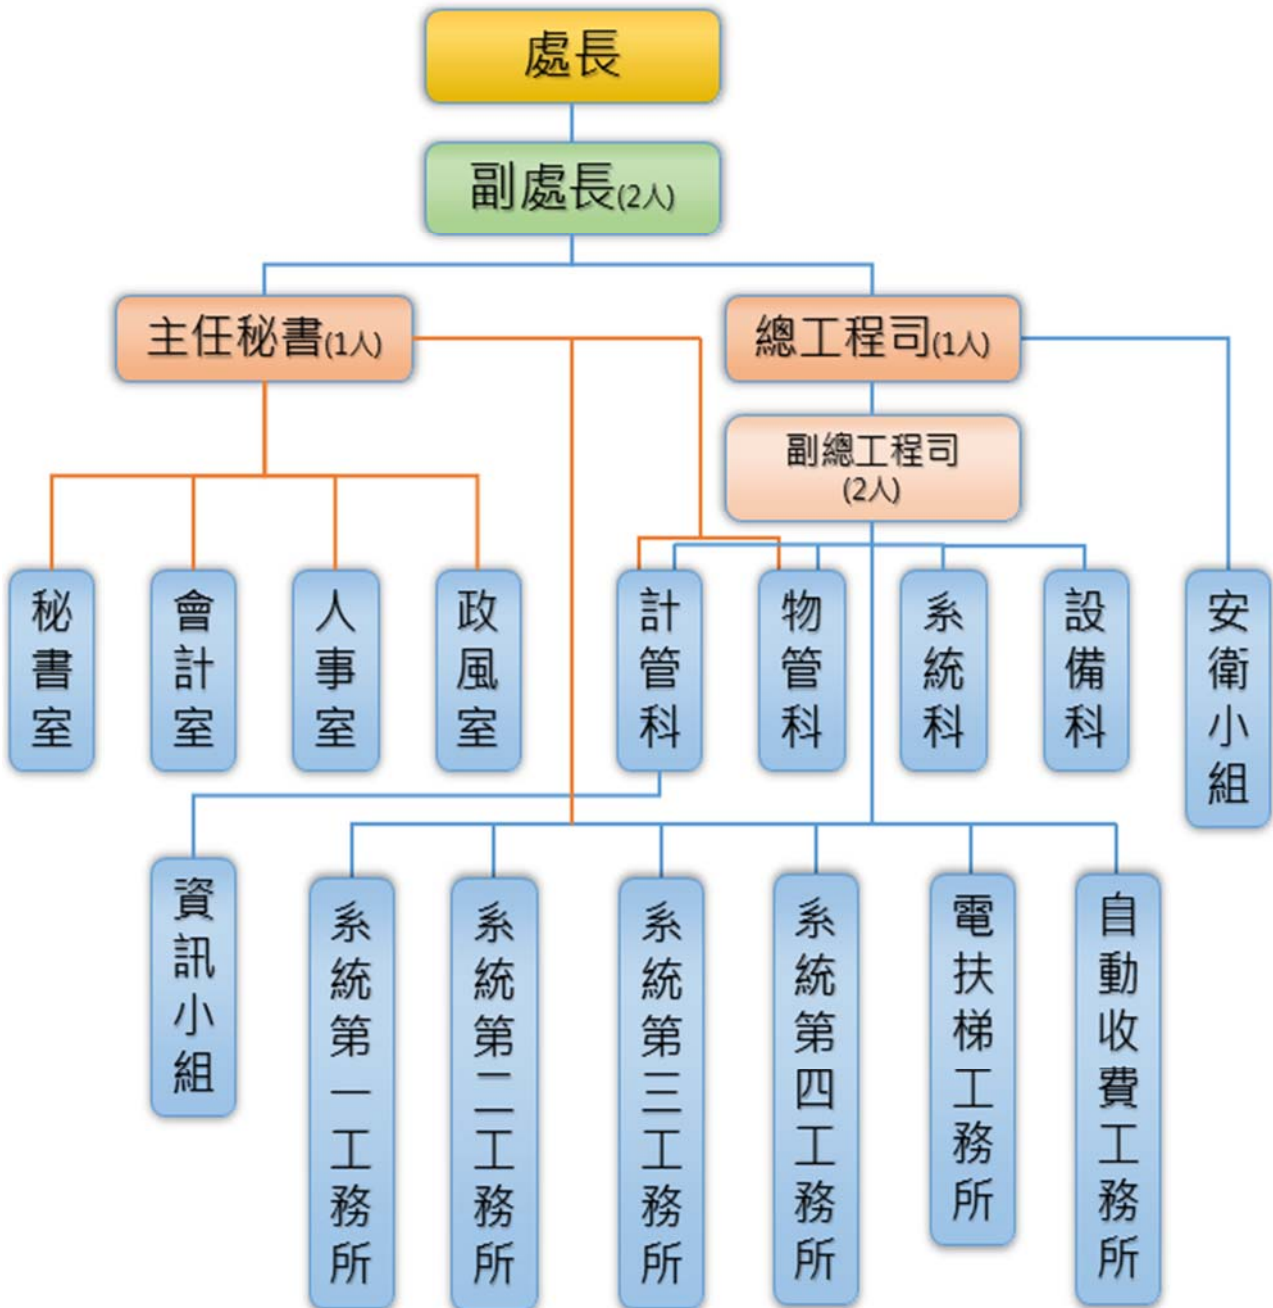 處長
副處長(2人)
主任秘書(1人)
總工程司(1人)
副總工程司
(2人)
秘書室
會計室
人事室
政風室
計管科
物管科
系統科
設備科
安衛小組
資訊小組
系統第一工務所
系統第二工務所
系統第三工務所
系統第四工務所
電扶梯工務所
自動收費工務所